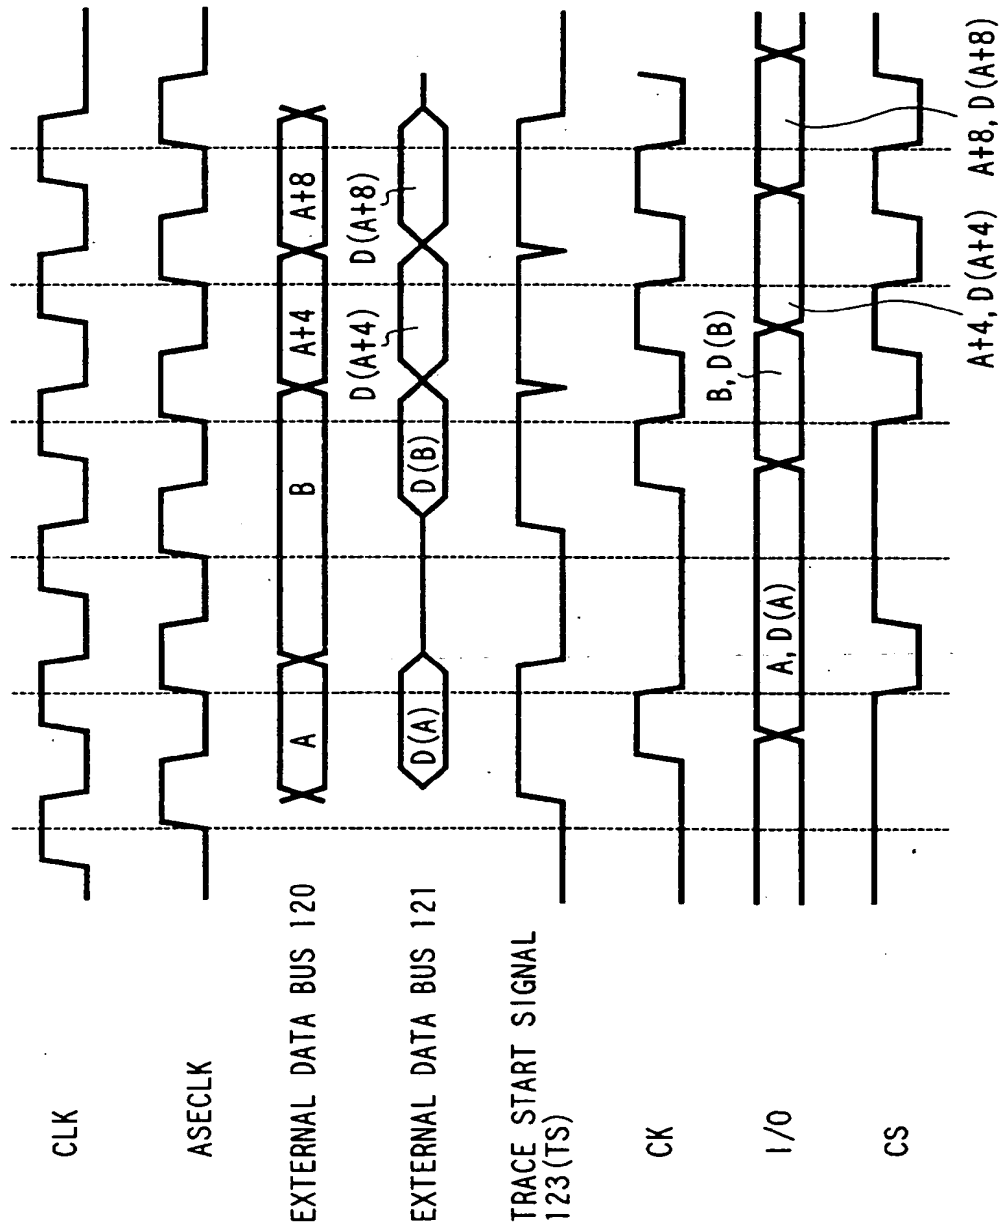 CLK
ASECLK
EXTERNAL DATA BUS 120
A
B
A+4
A+8
EXTERNAL DATA BUS 121
D(A)
D(B)
D(A+4)
D(A+8)
TRACE START SIGNAL
123(TS)
CK
I/O
A, D(A)
B, D(B)
A+4, D(A+4)
A+8, D(A+8)
CS